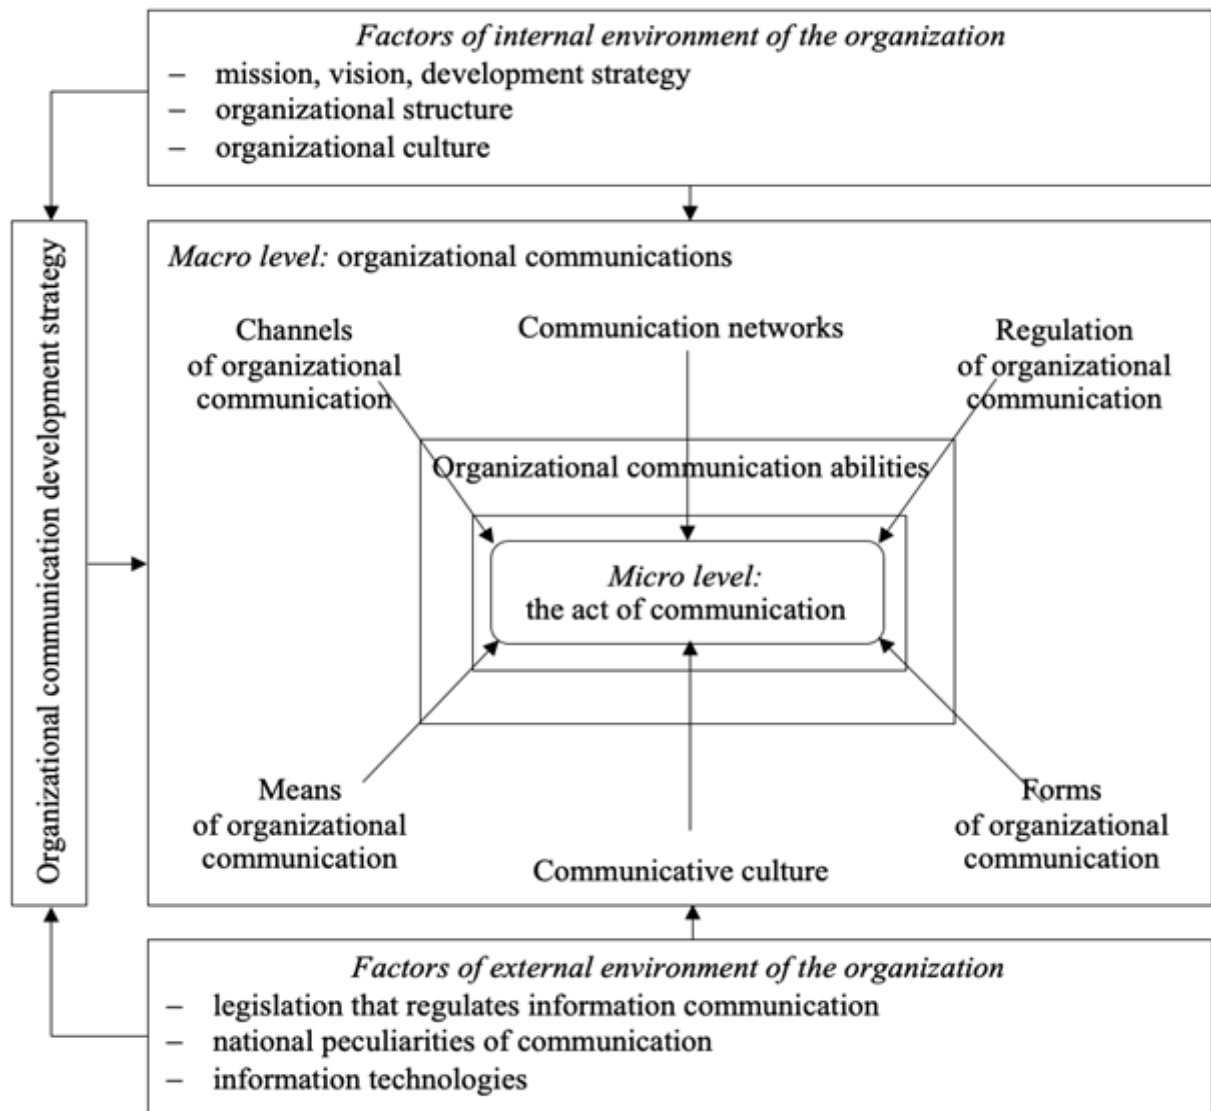 Factors of internal environment of the organization
– mission, vision, development strategy
– organizational structure
– organizational culture
Organizational communication development strategy
Macro level: organizational communications
Channels
of organizational
communication
Communication networks
Regulation
of organizational
communication
Organizational communication abilities
Micro level:
the act of communication
Means
of organizational
communication
Communicative culture
Forms
of organizational
communication
Factors of external environment of the organization
– legislation that regulates information communication
– national peculiarities of communication
– information technologies